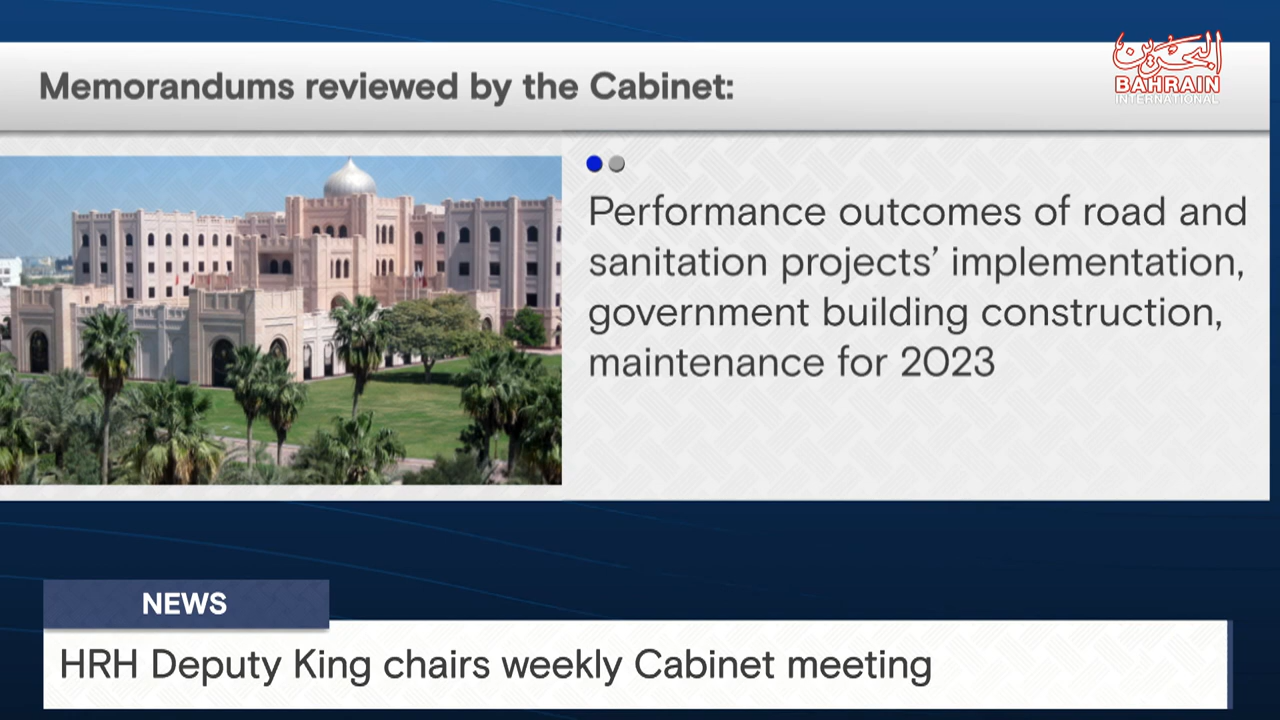 Memorandums reviewed by the Cabinet:
البحرين
BAHRAIN
INTERNATIONAL
Performance outcomes of road and
sanitation projects’ implementation,
government building construction,
maintenance for 2023
NEWS
HRH Deputy King chairs weekly Cabinet meeting